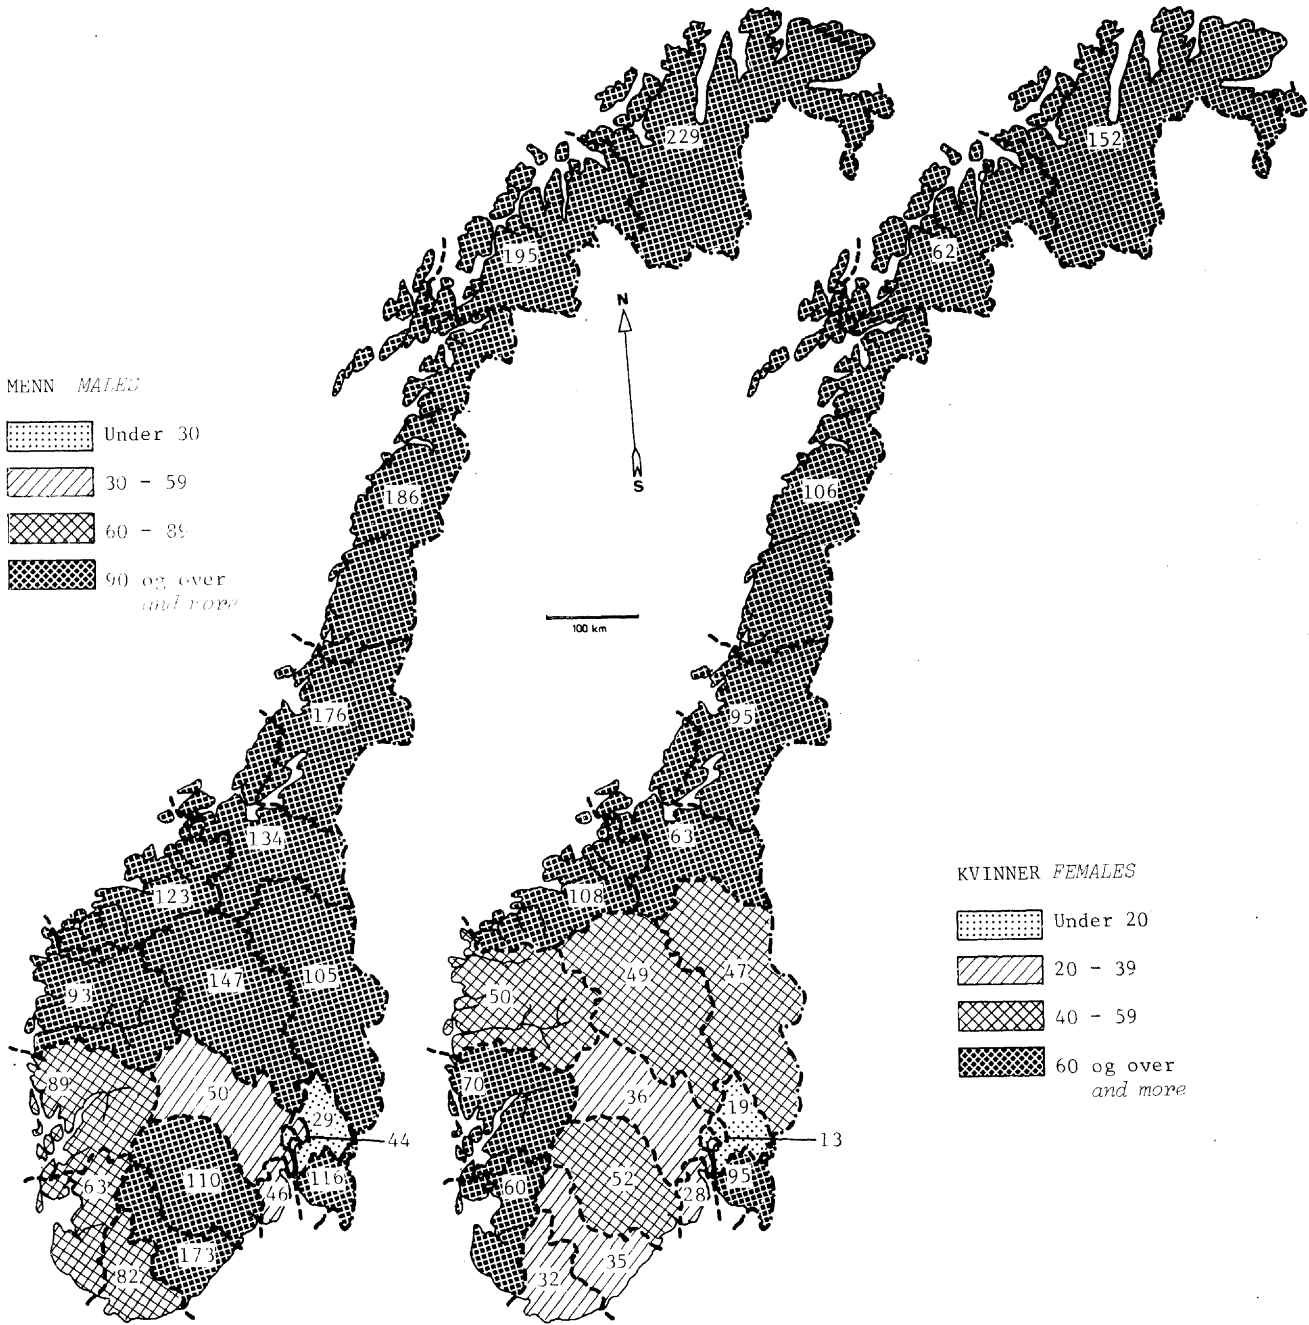 229
152
195
62
N
S
MENN MALES
Under 30
30 - 59
60 - 89
90 og over
and more
186
106
100 km
176
95
134
63
123
108
KVINNER FEMALES
Under 20
20 - 39
40 - 59
60 og over
and more
93
147
105
50
49
47
89
50
29
44
70
36
19
13
63
110
46
116
60
52
28
95
82
173
32
35